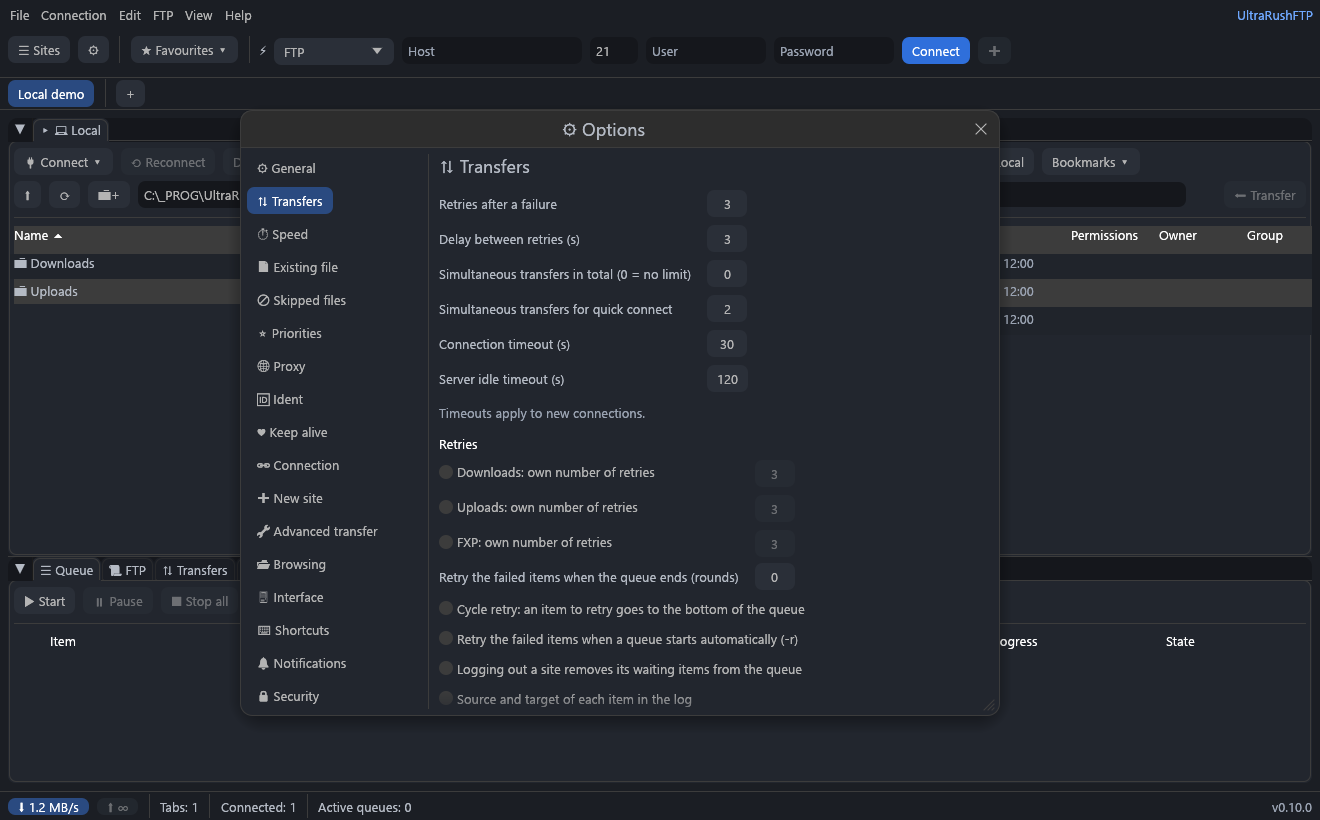 File Connection Edit FTP View Help UltraRushFTP
Sites Favourites FTP Host 21 User Password Connect +
Local demo +
Local
Connect Reconnect D ocal Bookmarks
C:\_PROG\UltraR Transfer
Name Permissions Owner Group
Downloads 12:00
Uploads 12:00
12:00
Options
General
Transfers
Speed
Existing file
Skipped files
Priorities
Proxy
Ident
Keep alive
Connection
New site
Advanced transfer
Browsing
Interface
Shortcuts
Notifications
Security
Transfers
Retries after a failure 3
Delay between retries (s) 3
Simultaneous transfers in total (0 = no limit) 0
Simultaneous transfers for quick connect 2
Connection timeout (s) 30
Server idle timeout (s) 120
Timeouts apply to new connections.
Retries
Downloads: own number of retries 3
Uploads: own number of retries 3
FXP: own number of retries 3
Retry the failed items when the queue ends (rounds) 0
Cycle retry: an item to retry goes to the bottom of the queue
Retry the failed items when a queue starts automatically (-r)
Logging out a site removes its waiting items from the queue
Source and target of each item in the log
Queue FTP Transfers
Start Pause Stop all
Item ogress State
1.2 MB/s ∞ Tabs: 1 Connected: 1 Active queues: 0 v0.10.0